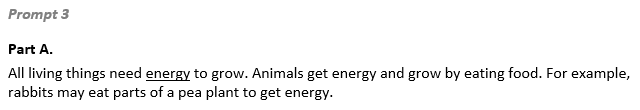 Prompt 3
Part A.
All living things need energy to grow. Animals get energy and grow by eating food. For example,
rabbits may eat parts of a pea plant to get energy.